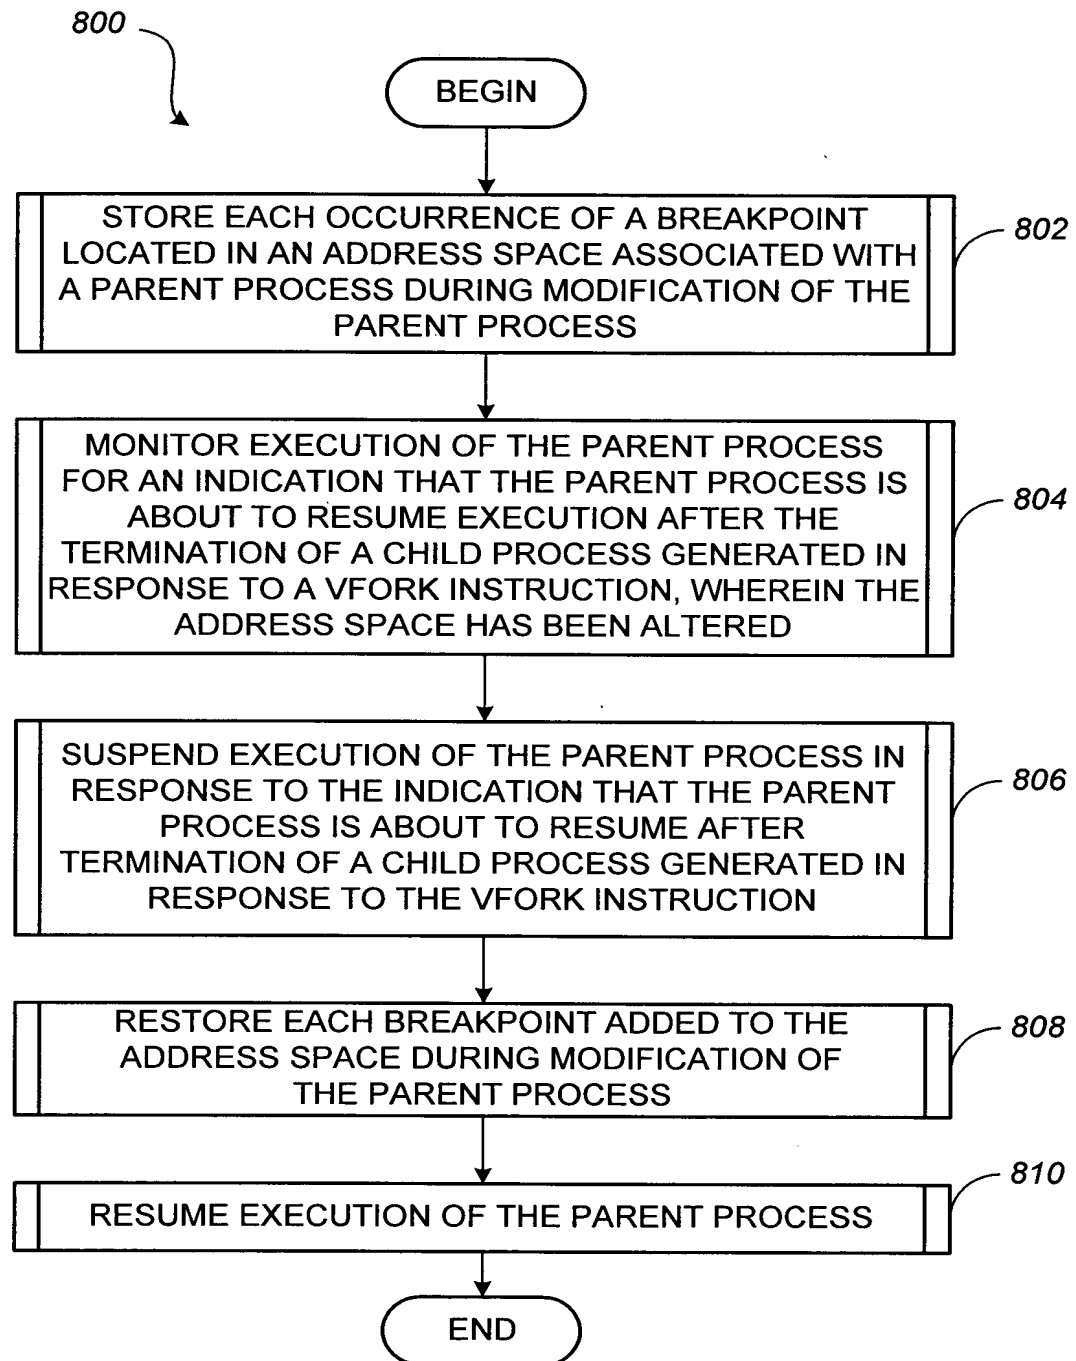 800
BEGIN
STORE EACH OCCURRENCE OF A BREAKPOINT
LOCATED IN AN ADDRESS SPACE ASSOCIATED WITH
A PARENT PROCESS DURING MODIFICATION OF THE
PARENT PROCESS
802
MONITOR EXECUTION OF THE PARENT PROCESS
FOR AN INDICATION THAT THE PARENT PROCESS IS
ABOUT TO RESUME EXECUTION AFTER THE
TERMINATION OF A CHILD PROCESS GENERATED IN
RESPONSE TO A VFORK INSTRUCTION, WHEREIN THE
ADDRESS SPACE HAS BEEN ALTERED
804
SUSPEND EXECUTION OF THE PARENT PROCESS IN
RESPONSE TO THE INDICATION THAT THE PARENT
PROCESS IS ABOUT TO RESUME AFTER
TERMINATION OF A CHILD PROCESS GENERATED IN
RESPONSE TO THE VFORK INSTRUCTION
806
RESTORE EACH BREAKPOINT ADDED TO THE
ADDRESS SPACE DURING MODIFICATION OF
THE PARENT PROCESS
808
RESUME EXECUTION OF THE PARENT PROCESS
810
END